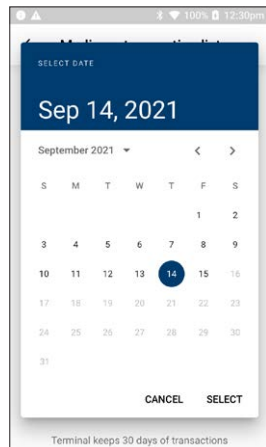 100% 12:30pm
SELECT DATE
Sep 14, 2021
September 2021
S M T W T F S
1 2
3 4 5 6 7 8 9
10 11 12 13 14 15 16
17 18 19 20 21 22 23
24 25 26 27 28 29 30
31
CANCEL SELECT
Terminal keeps 30 days of transactions